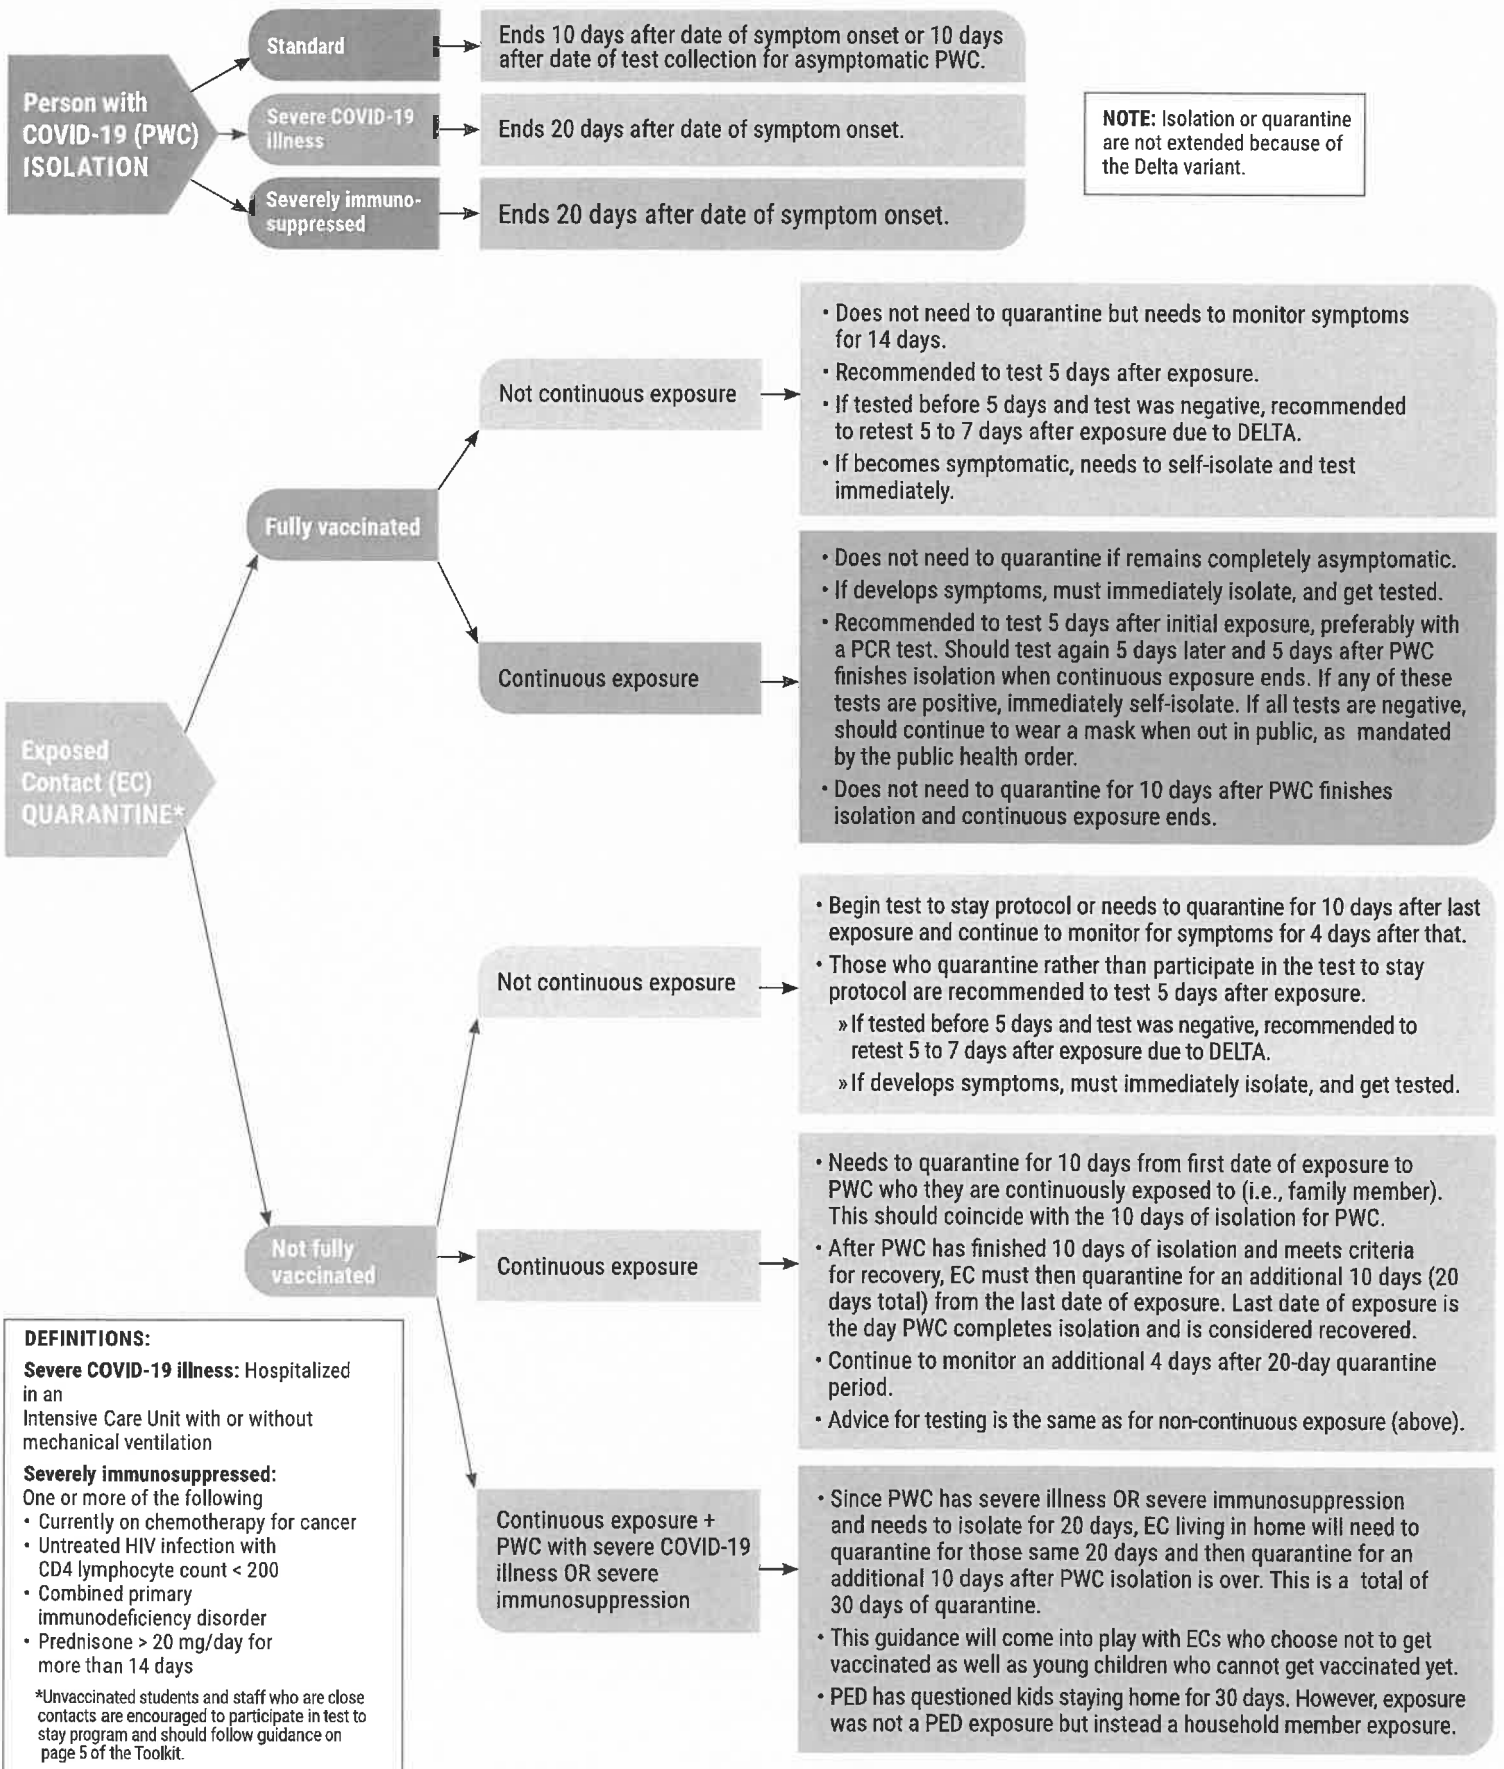 Person with
COVID-19 (PWC)
ISOLATION
Standard
Ends 10 days after date of symptom onset or 10 days
after date of test collection for asymptomatic PWC.
Severe COVID-19
illness
Ends 20 days after date of symptom onset.
Severely immuno-
suppressed
Ends 20 days after date of symptom onset.
NOTE: Isolation or quarantine
are not extended because of
the Delta variant.
Exposed
Contact (EC)
QUARANTINE*
Fully vaccinated
Not continuous exposure
• Does not need to quarantine but needs to monitor symptoms
for 14 days.
• Recommended to test 5 days after exposure.
• If tested before 5 days and test was negative, recommended
to retest 5 to 7 days after exposure due to DELTA.
• If becomes symptomatic, needs to self-isolate and test
immediately.
Continuous exposure
• Does not need to quarantine if remains completely asymptomatic.
• If develops symptoms, must immediately isolate, and get tested.
• Recommended to test 5 days after initial exposure, preferably with
a PCR test. Should test again 5 days later and 5 days after PWC
finishes isolation when continuous exposure ends. If any of these
tests are positive, immediately self-isolate. If all tests are negative,
should continue to wear a mask when out in public, as mandated
by the public health order.
• Does not need to quarantine for 10 days after PWC finishes
isolation and continuous exposure ends.
Not fully
vaccinated
Not continuous exposure
• Begin test to stay protocol or needs to quarantine for 10 days after last
exposure and continue to monitor for symptoms for 4 days after that.
• Those who quarantine rather than participate in the test to stay
protocol are recommended to test 5 days after exposure.
» If tested before 5 days and test was negative, recommended to
retest 5 to 7 days after exposure due to DELTA.
» If develops symptoms, must immediately isolate, and get tested.
Continuous exposure
• Needs to quarantine for 10 days from first date of exposure to
PWC who they are continuously exposed to (i.e., family member).
This should coincide with the 10 days of isolation for PWC.
• After PWC has finished 10 days of isolation and meets criteria
for recovery, EC must then quarantine for an additional 10 days (20
days total) from the last date of exposure. Last date of exposure is
the day PWC completes isolation and is considered recovered.
• Continue to monitor an additional 4 days after 20-day quarantine
period.
• Advice for testing is the same as for non-continuous exposure (above).
Continuous exposure +
PWC with severe COVID-19
illness OR severe
immunosuppression
• Since PWC has severe illness OR severe immunosuppression
and needs to isolate for 20 days, EC living in home will need to
quarantine for those same 20 days and then quarantine for an
additional 10 days after PWC isolation is over. This is a total of
30 days of quarantine.
• This guidance will come into play with ECs who choose not to get
vaccinated as well as young children who cannot get vaccinated yet.
• PED has questioned kids staying home for 30 days. However, exposure
was not a PED exposure but instead a household member exposure.
DEFINITIONS:
Severe COVID-19 illness: Hospitalized
in an
Intensive Care Unit with or without
mechanical ventilation
Severely immunosuppressed:
One or more of the following
• Currently on chemotherapy for cancer
• Untreated HIV infection with
CD4 lymphocyte count < 200
• Combined primary
immunodeficiency disorder
• Prednisone > 20 mg/day for
more than 14 days
*Unvaccinated students and staff who are close
contacts are encouraged to participate in test to
stay program and should follow guidance on
page 5 of the Toolkit.